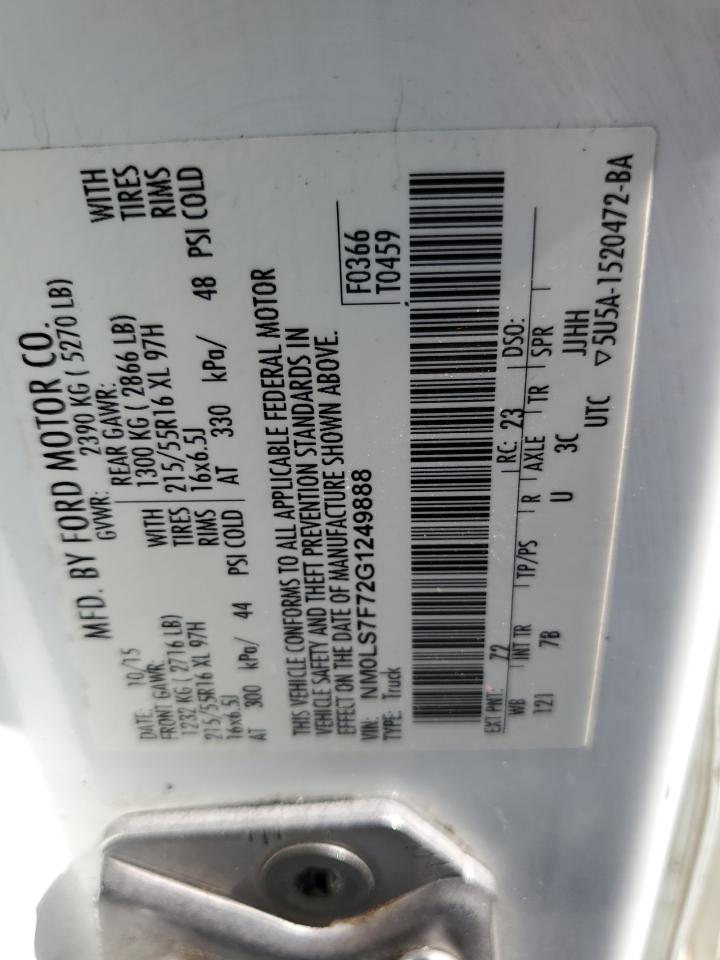 MFD. BY FORD MOTOR CO.
DATE: 10/15 GVWR: 2390 KG ( 5270 LB)
FRONT GAWR: REAR GAWR:
1232 KG ( 2716 LB) WITH 1300 KG ( 2866 LB) WITH
215/55R16 XL 97H TIRES 215/55R16 XL 97H TIRES
16x6.5J RIMS 16x6.5J RIMS
AT 300 kPa/ 44 PSI COLD AT 330 kPa/ 48 PSI COLD
THIS VEHICLE CONFORMS TO ALL APPLICABLE FEDERAL MOTOR
VEHICLE SAFETY AND THEFT PREVENTION STANDARDS IN
EFFECT ON THE DATE OF MANUFACTURE SHOWN ABOVE.
VIN: NM0LS7F72G1249888 F0366
TYPE: Truck T0459
EXT PNT: 72 RC: 23 DSO:
WB INT TR TP/PS R AXLE TR SPR
121 7B U 3C JJHH
UTC ▽5U5A-1520472-BA